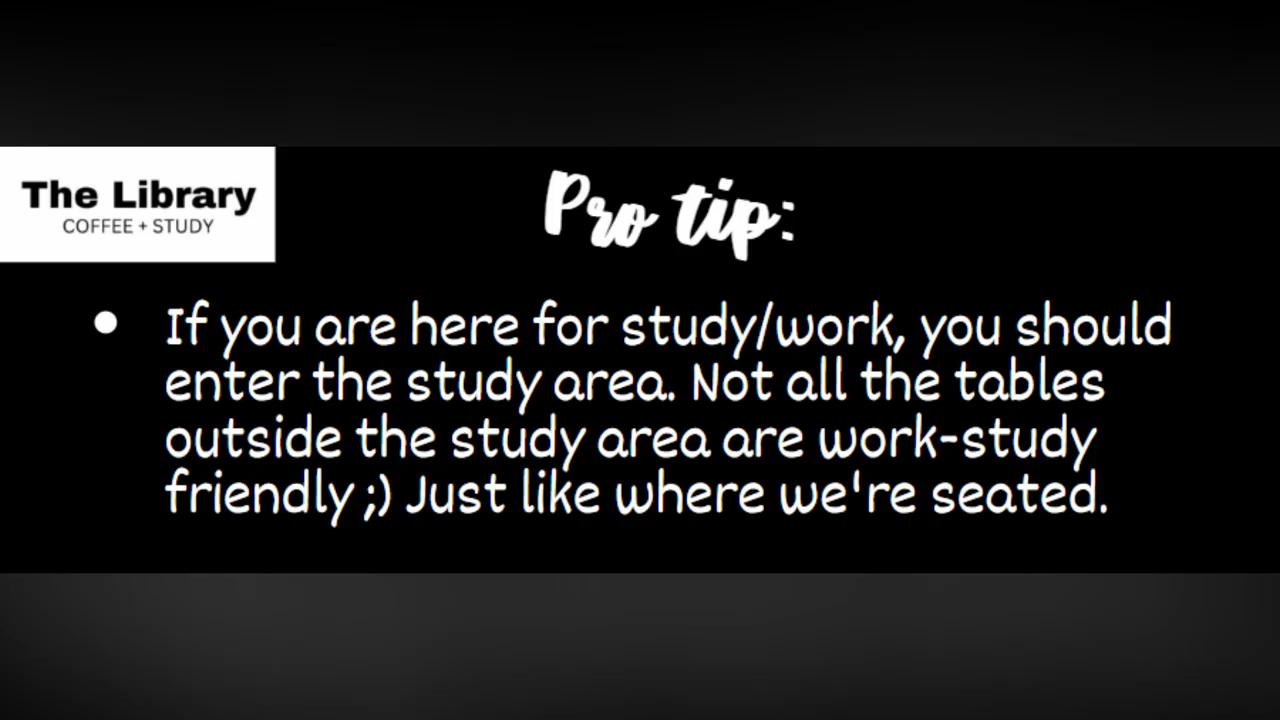 The Library
COFFEE + STUDY
Pro tip:
● If you are here for study/work, you should
enter the study area. Not all the tables
outside the study area are work-study
friendly ;) Just like where we're seated.